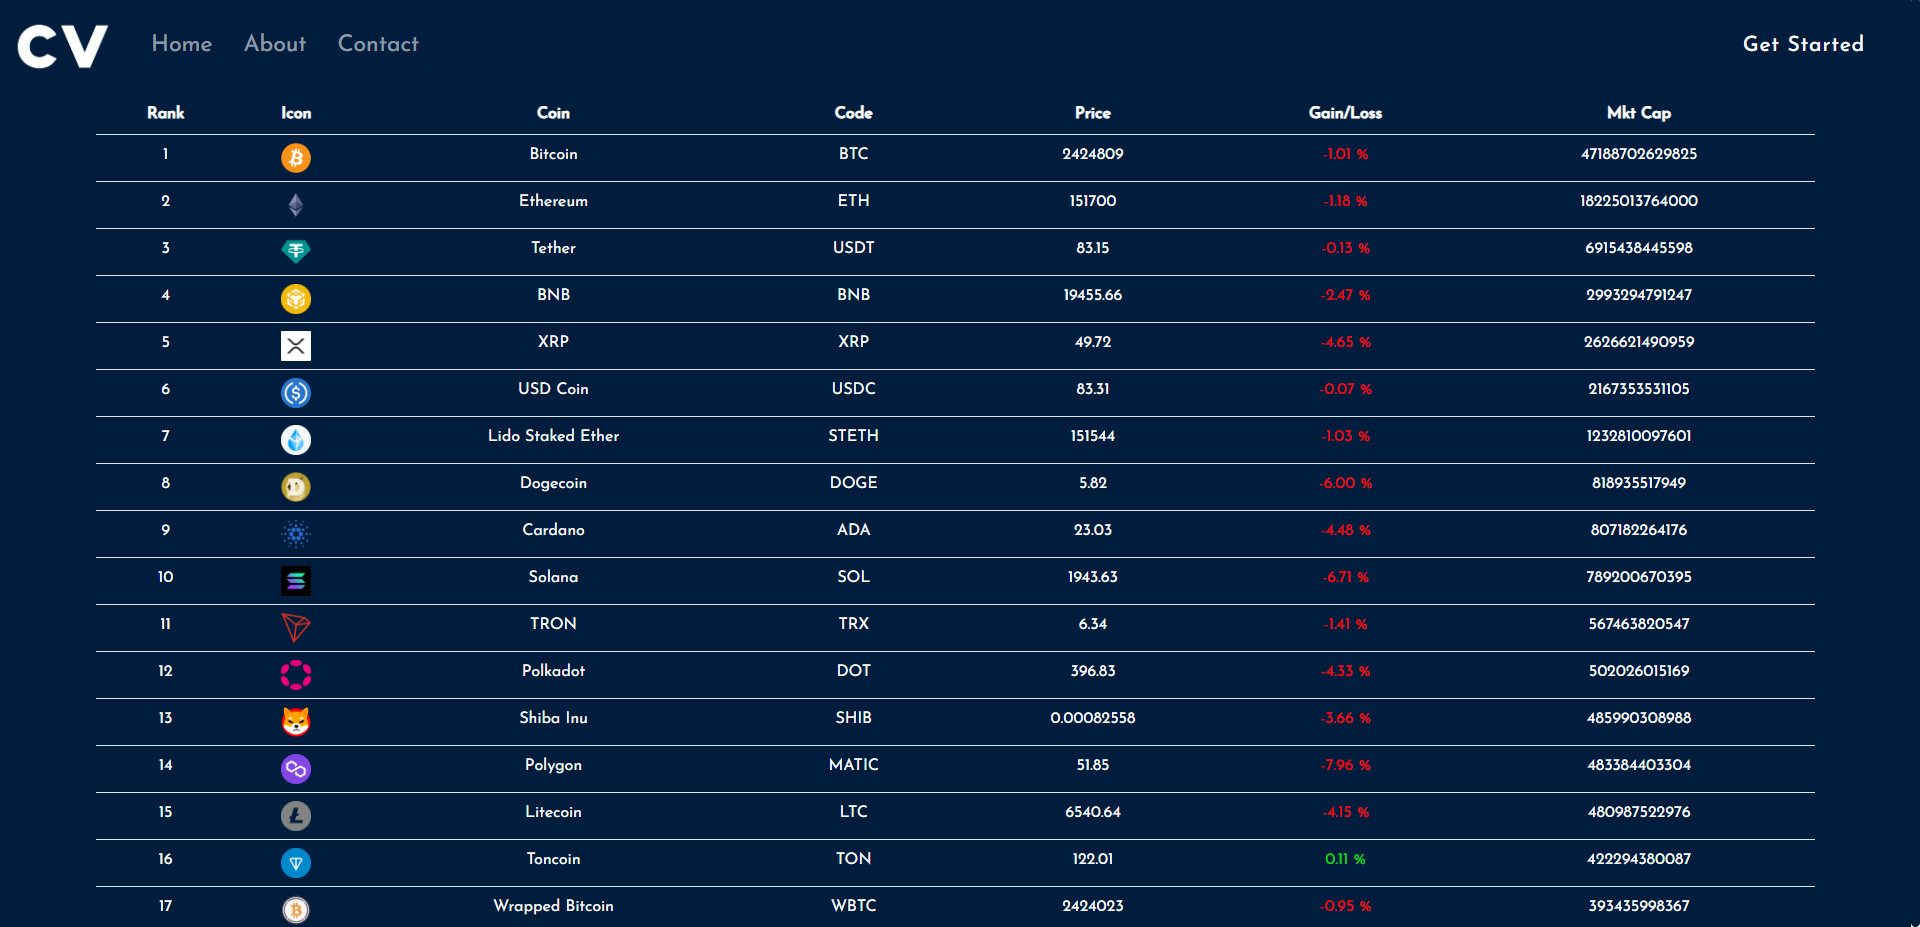 CV Home About Contact Get Started
Rank Icon Coin Code Price Gain/Loss Mkt Cap
1 Bitcoin BTC 2424809 -1.01 % 47188702629825
2 Ethereum ETH 151700 -1.18 % 18225013764000
3 Tether USDT 83.15 -0.13 % 6915438445598
4 BNB BNB 19455.66 -2.47 % 2993294791247
5 XRP XRP 49.72 -4.65 % 2626621490959
6 USD Coin USDC 83.31 -0.07 % 2167353531105
7 Lido Staked Ether STETH 151544 -1.03 % 1232810097601
8 Dogecoin DOGE 5.82 -6.00 % 818935517949
9 Cardano ADA 23.03 -4.48 % 807182264176
10 Solana SOL 1943.63 -6.71 % 789200670395
11 TRON TRX 6.34 -1.41 % 567463820547
12 Polkadot DOT 396.83 -4.33 % 502026015169
13 Shiba Inu SHIB 0.00082558 -3.66 % 485990308988
14 Polygon MATIC 51.85 -7.96 % 483384403304
15 Litecoin LTC 6540.64 -4.15 % 480987522976
16 Toncoin TON 122.01 0.11 % 422294380087
17 Wrapped Bitcoin WBTC 2424023 -0.95 % 393435998367